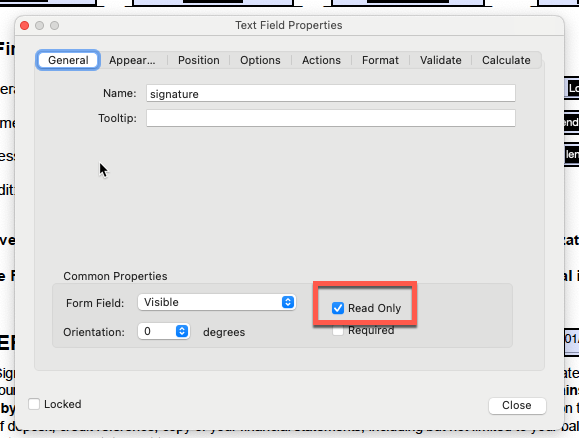 Text Field Properties
General Appear... Position Options Actions Format Validate Calculate
Name: signature
Tooltip:
Common Properties
Form Field: Visible
Read Only
Orientation: 0 degrees
Required
Locked
Close